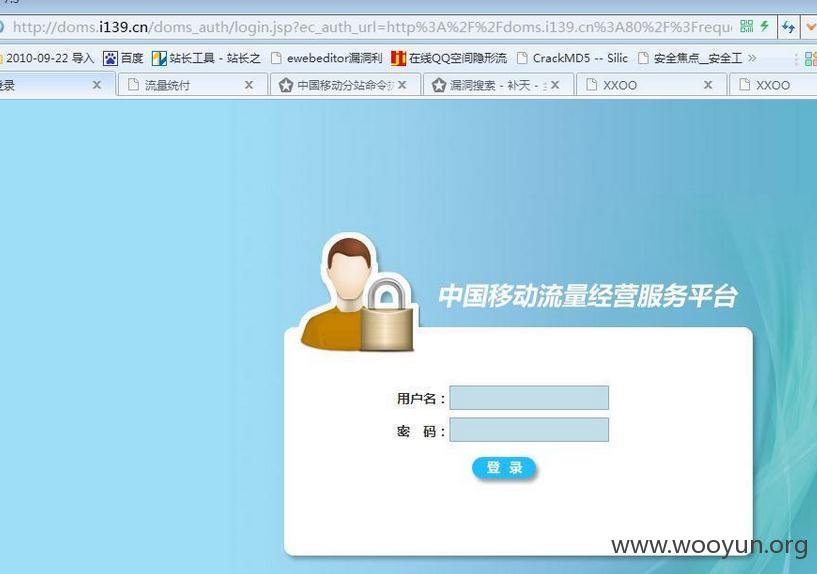 http://doms.i139.cn/doms_auth/login.jsp?ec_auth_url=http%3A%2F%2Fdoms.i139.cn%3A80%2F%3Frequ
2010-09-22 导入 百度 站长工具 - 站长之 ewebeditor漏洞利 在线QQ空间隐形流 CrackMD5 -- Silic 安全焦点__安全工 »
登录 流量统付 中国移动分站命令执 漏洞搜索 - 补天 - 全 XXOO XXOO
中国移动流量经营服务平台
用户名：
密 码：
登 录
www.wooyun.org